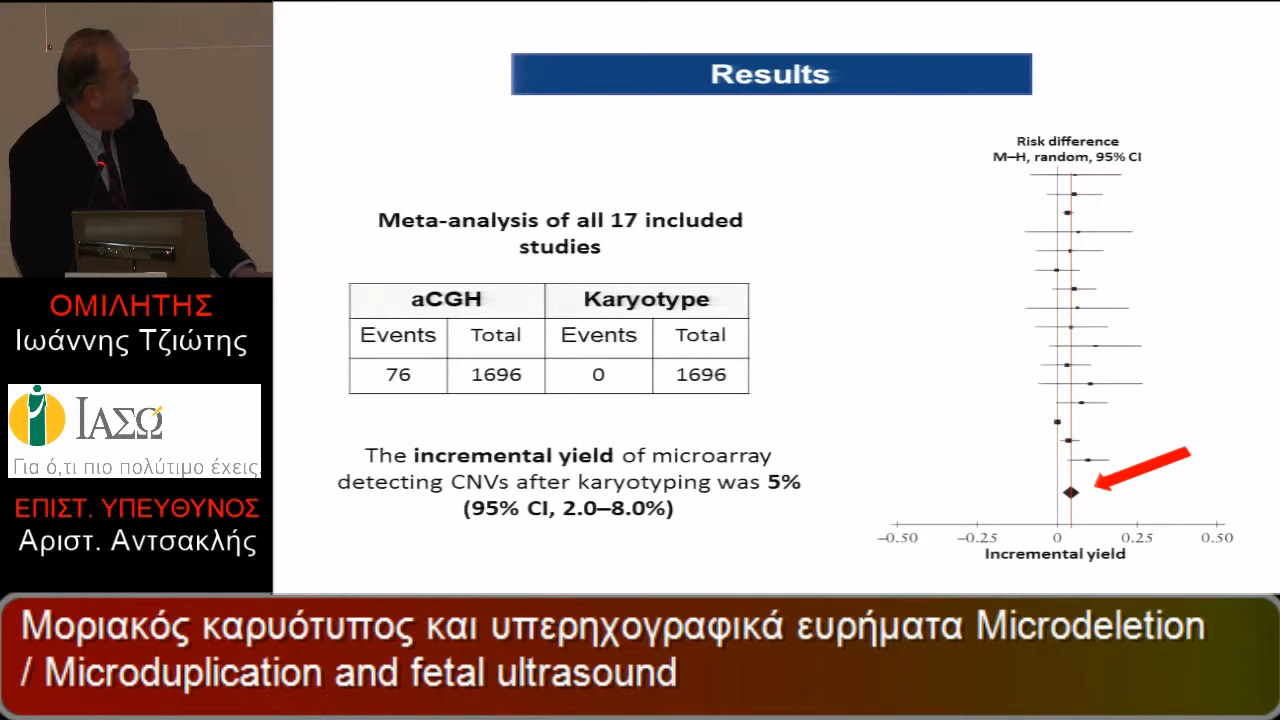 Results
Risk difference
M–H, random, 95% CI
Meta-analysis of all 17 included
studies
aCGH Karyotype
Events Total Events Total
76 1696 0 1696
The incremental yield of microarray
detecting CNVs after karyotyping was 5%
(95% CI, 2.0–8.0%)
–0.50 –0.25 0 0.25 0.50
Incremental yield
ΟΜΙΛΗΤΗΣ
Ιωάννης Τζιώτης
ΙΑΣΩ
Για ό,τι πιο πολύτιμο έχεις.
ΕΠΙΣΤ. ΥΠΕΥΘΥΝΟΣ
Αριστ. Αντσακλής
Μοριακός καρυότυπος και υπερηχογραφικά ευρήματα Microdeletion
/ Microduplication and fetal ultrasound